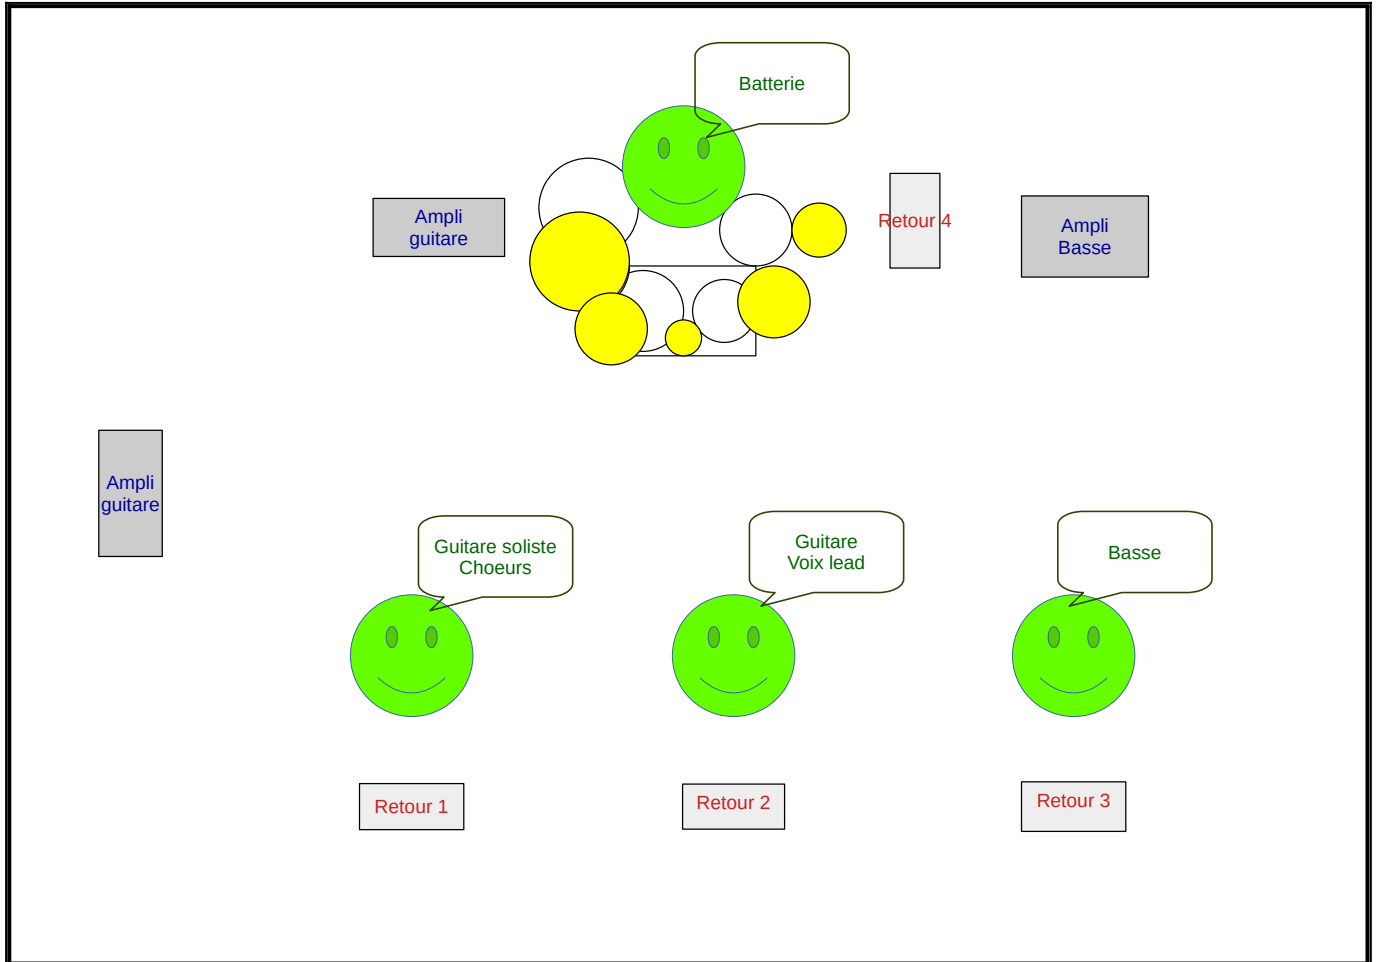 Batterie
Ampli
guitare
Retour 4
Ampli
Basse
Ampli
guitare
Guitare soliste
Choeurs
Guitare
Voix lead
Basse
Retour 1
Retour 2
Retour 3